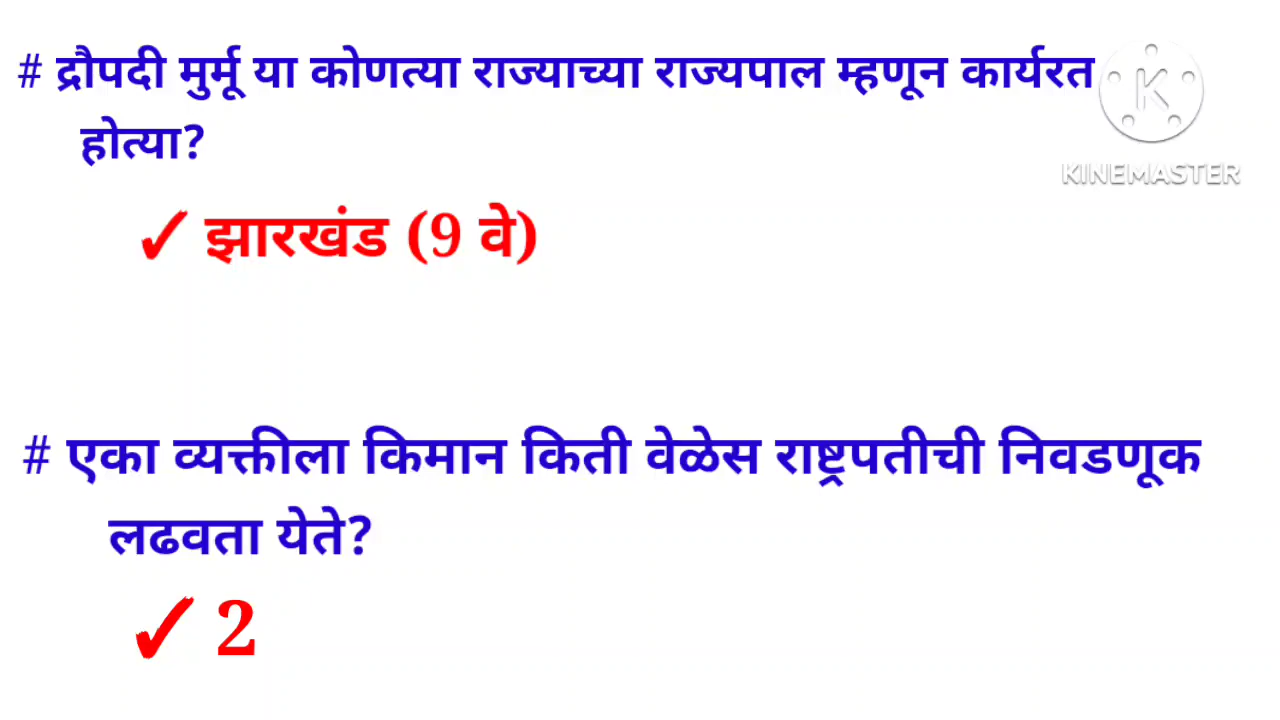 # द्रौपदी मुर्मू या कोणत्या राज्याच्या राज्यपाल म्हणून कार्यरत
होत्या?
K
KINEMASTER
✓ झारखंड (9 वे)
# एका व्यक्तीला किमान किती वेळेस राष्ट्रपतीची निवडणूक
लढवता येते?
✓ 2